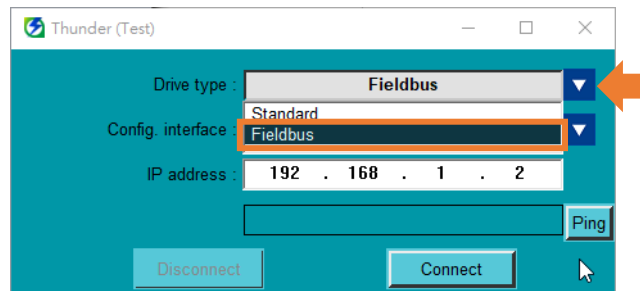 Thunder (Test)
Drive type : Fieldbus
Standard
Config. interface : Fieldbus
IP address : 192 . 168 . 1 . 2
Ping
Disconnect Connect